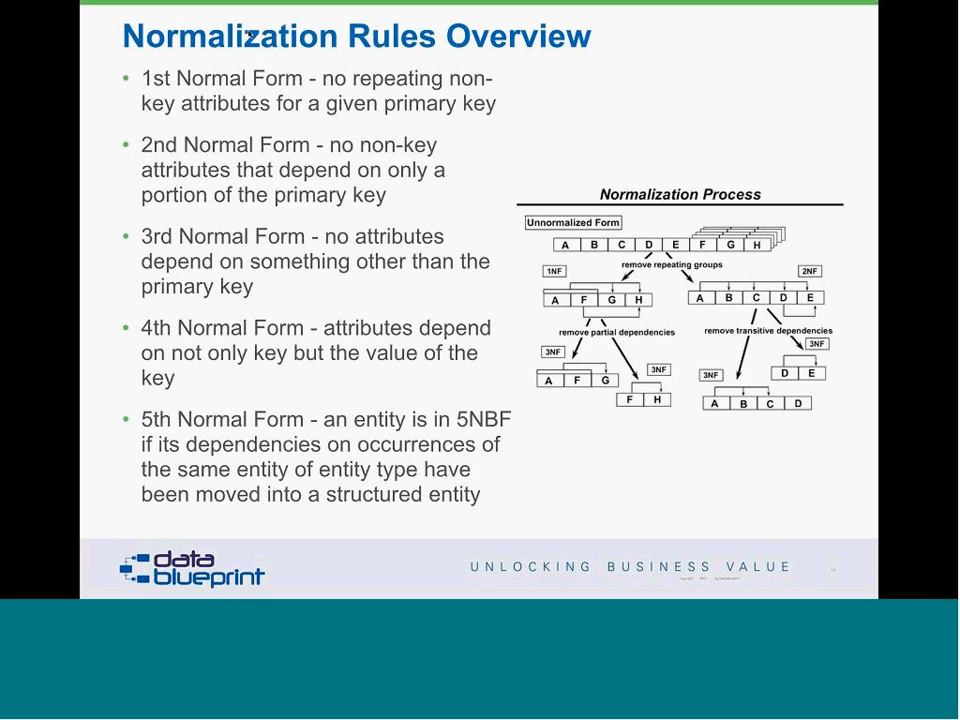 Normalization Rules Overview
• 1st Normal Form - no repeating non-
key attributes for a given primary key
• 2nd Normal Form - no non-key
attributes that depend on only a
portion of the primary key
• 3rd Normal Form - no attributes
depend on something other than the
primary key
• 4th Normal Form - attributes depend
on not only key but the value of the
key
• 5th Normal Form - an entity is in 5NBF
if its dependencies on occurrences of
the same entity of entity type have
been moved into a structured entity
Normalization Process
Unnormalized Form
A B C D E F G H
remove repeating groups
1NF
2NF
A F G H
A B C D E
remove partial dependencies
remove transitive dependencies
3NF
3NF
3NF
3NF
A F G
D E
F H
A B C D
data
blueprint
UNLOCKING BUSINESS VALUE